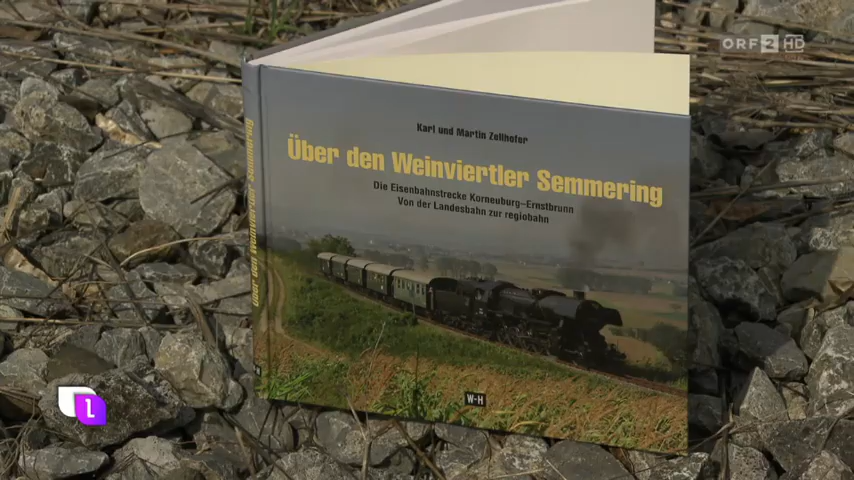 ORF 2 HD
Karl und Martin Zellhofer
Über den Weinviertler Semmering
Die Eisenbahnstrecke Korneuburg–Ernstbrunn
Von der Landesbahn zur regiobahn
Über den Weinviertler Semmering
W-H
l